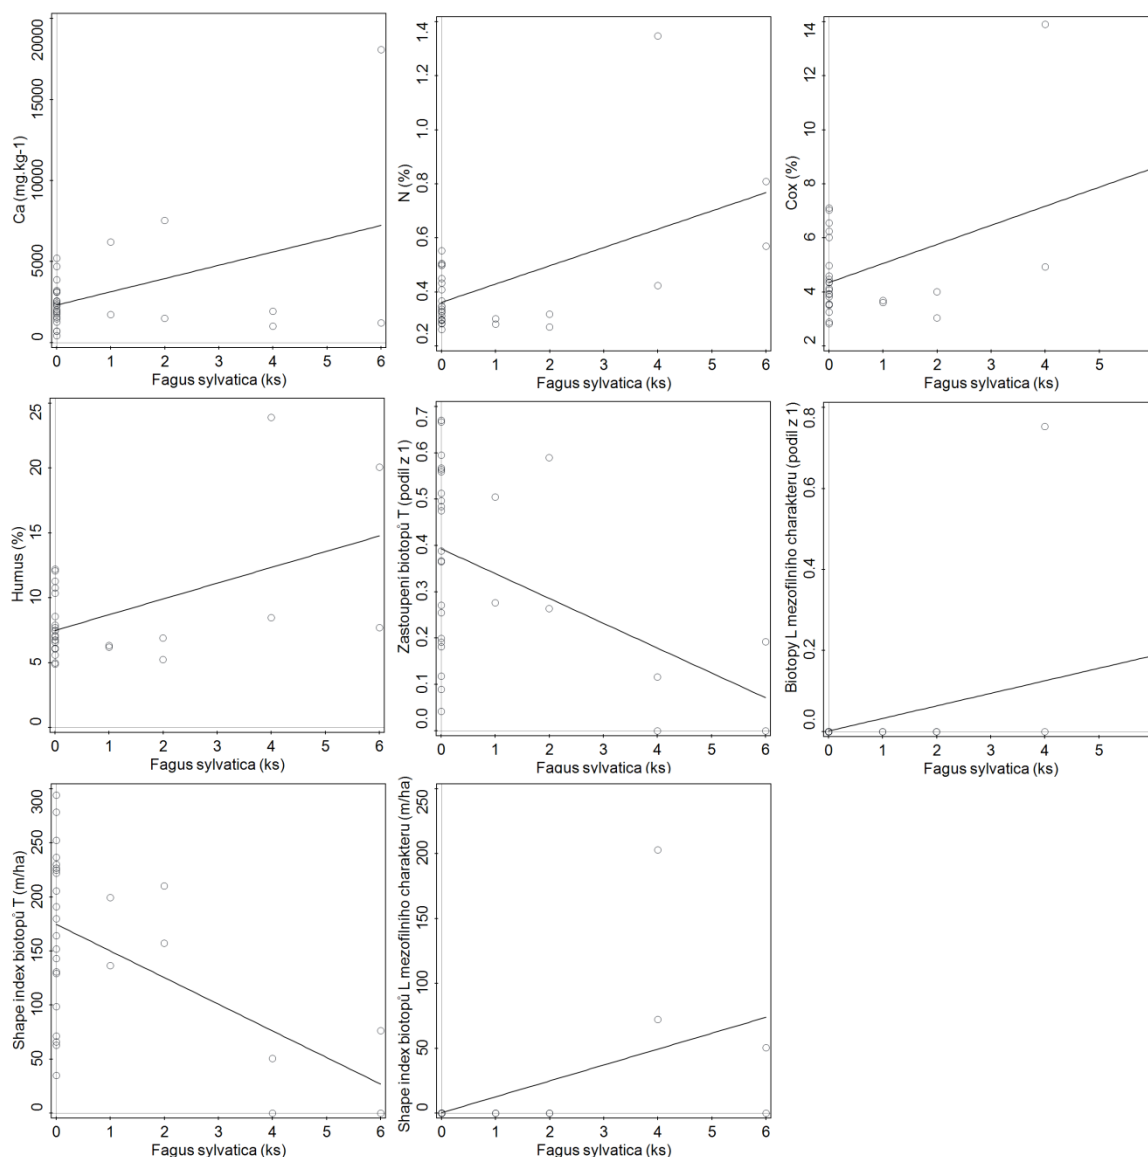 20000
15000
10000
5000
0
Ca (mg.kg-1)
0 1 2 3 4 5 6
Fagus sylvatica (ks)
1.4
1.2
1.0
0.8
0.6
0.4
0.2
N (%)
0 1 2 3 4 5 6
Fagus sylvatica (ks)
14
12
10
8
6
4
2
Cox (%)
0 1 2 3 4 5
Fagus sylvatica (ks)
25
20
15
10
5
0
Humus (%)
0 1 2 3 4 5 6
Fagus sylvatica (ks)
0.7
0.6
0.5
0.4
0.3
0.2
0.1
0.0
Zastoupení biotopů T (podíl z 1)
0 1 2 3 4 5 6
Fagus sylvatica (ks)
0.8
0.6
0.4
0.2
0.0
Biotopy L mezofilního charakteru (podíl z 1)
0 1 2 3 4 5
Fagus sylvatica (ks)
300
250
200
150
100
50
0
Shape index biotopů T (m/ha)
0 1 2 3 4 5 6
Fagus sylvatica (ks)
250
200
150
100
50
0
Shape index biotopů L mezofilního charakteru (m/ha)
0 1 2 3 4 5 6
Fagus sylvatica (ks)